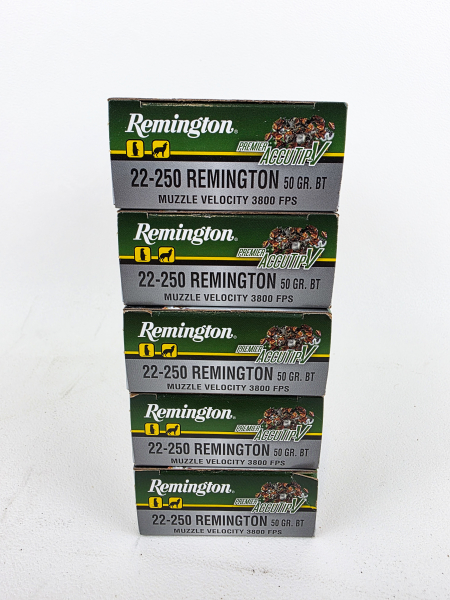 Remington®
PREMIER®
ACCUTIP-V
22-250 REMINGTON 50 GR. BT
MUZZLE VELOCITY 3800 FPS
Remington®
PREMIER
ACCUTIP-V
22-250 REMINGTON 50 GR. BT
MUZZLE VELOCITY 3800 FPS
Remington®
PREMIER
ACCUTIP-V
22-250 REMINGTON 50 GR. BT
MUZZLE VELOCITY 3800 FPS
Remington®
PREMIER
ACCUTIP-V
22-250 REMINGTON 50 GR. BT
MUZZLE VELOCITY 3800 FPS
Remington®
PREMIER
ACCUTIP-V
22-250 REMINGTON 50 GR. BT
MUZZLE VELOCITY 3800 FPS